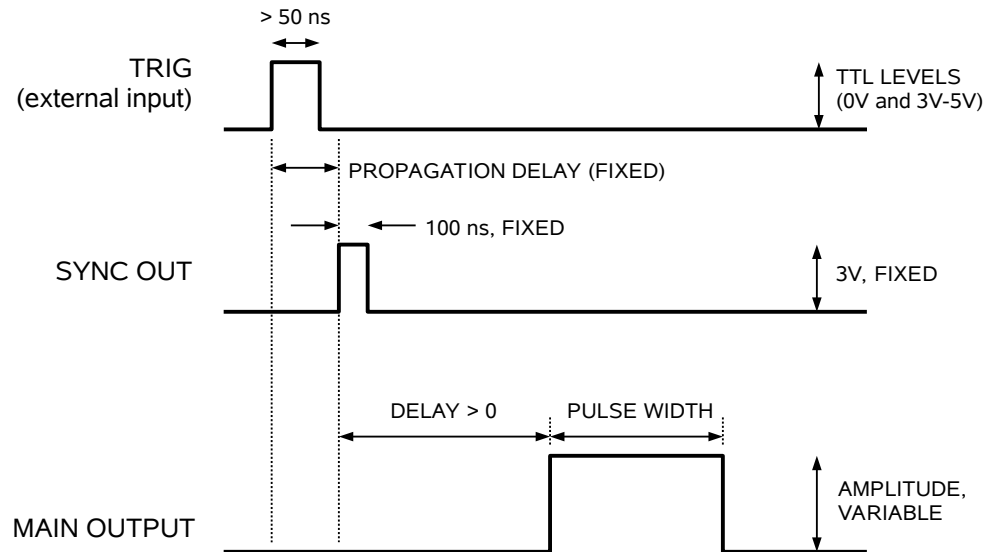 > 50 ns
TRIG
(external input)
TTL LEVELS
(0V and 3V-5V)
PROPAGATION DELAY (FIXED)
100 ns, FIXED
SYNC OUT
3V, FIXED
DELAY > 0
PULSE WIDTH
AMPLITUDE,
VARIABLE
MAIN OUTPUT